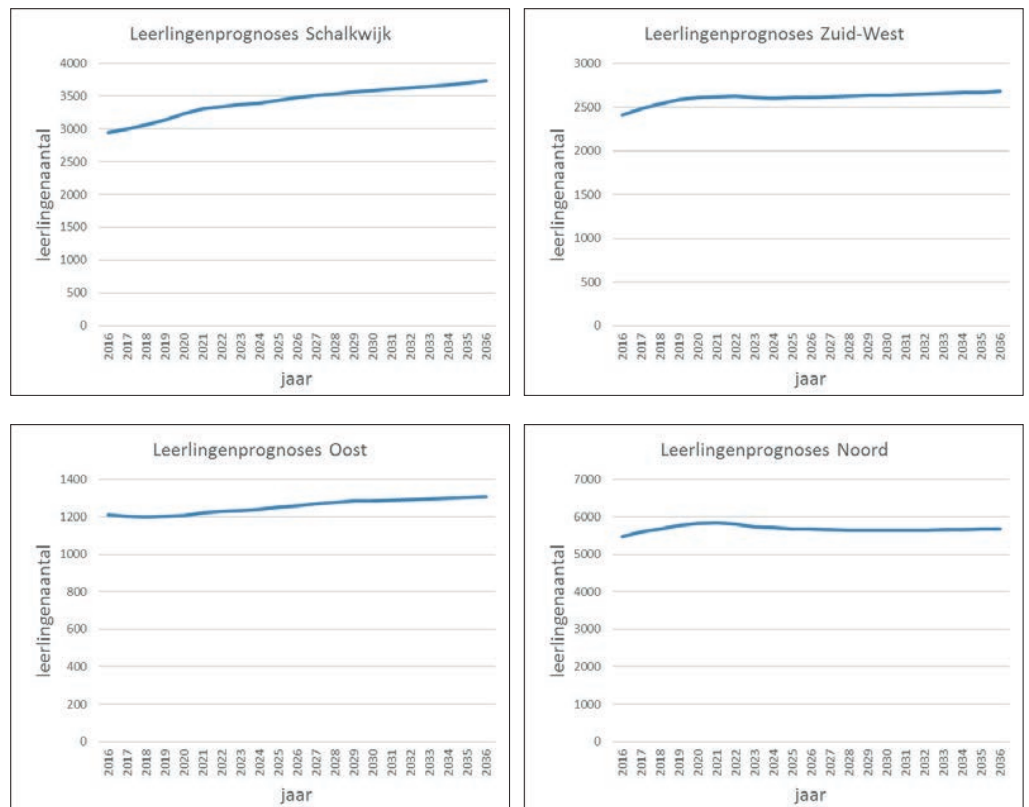 Leerlingenprognoses Schalkwijk
4000
3500
3000
2500
2000
1500
1000
500
0
leerlingenaantal
2016 2017 2018 2019 2020 2021 2022 2023 2024 2025 2026 2027 2028 2029 2030 2031 2032 2033 2034 2035 2036
jaar
Leerlingenprognoses Zuid-West
3000
2500
2000
1500
1000
500
0
leerlingenaantal
2016 2017 2018 2019 2020 2021 2022 2023 2024 2025 2026 2027 2028 2029 2030 2031 2032 2033 2034 2035 2036
jaar
Leerlingenprognoses Oost
1400
1200
1000
800
600
400
200
0
leerlingenaantal
2016 2017 2018 2019 2020 2021 2022 2023 2024 2025 2026 2027 2028 2029 2030 2031 2032 2033 2034 2035 2036
jaar
Leerlingenprognoses Noord
7000
6000
5000
4000
3000
2000
1000
0
leerlingenaantal
2016 2017 2018 2019 2020 2021 2022 2023 2024 2025 2026 2027 2028 2029 2030 2031 2032 2033 2034 2035 2036
jaar